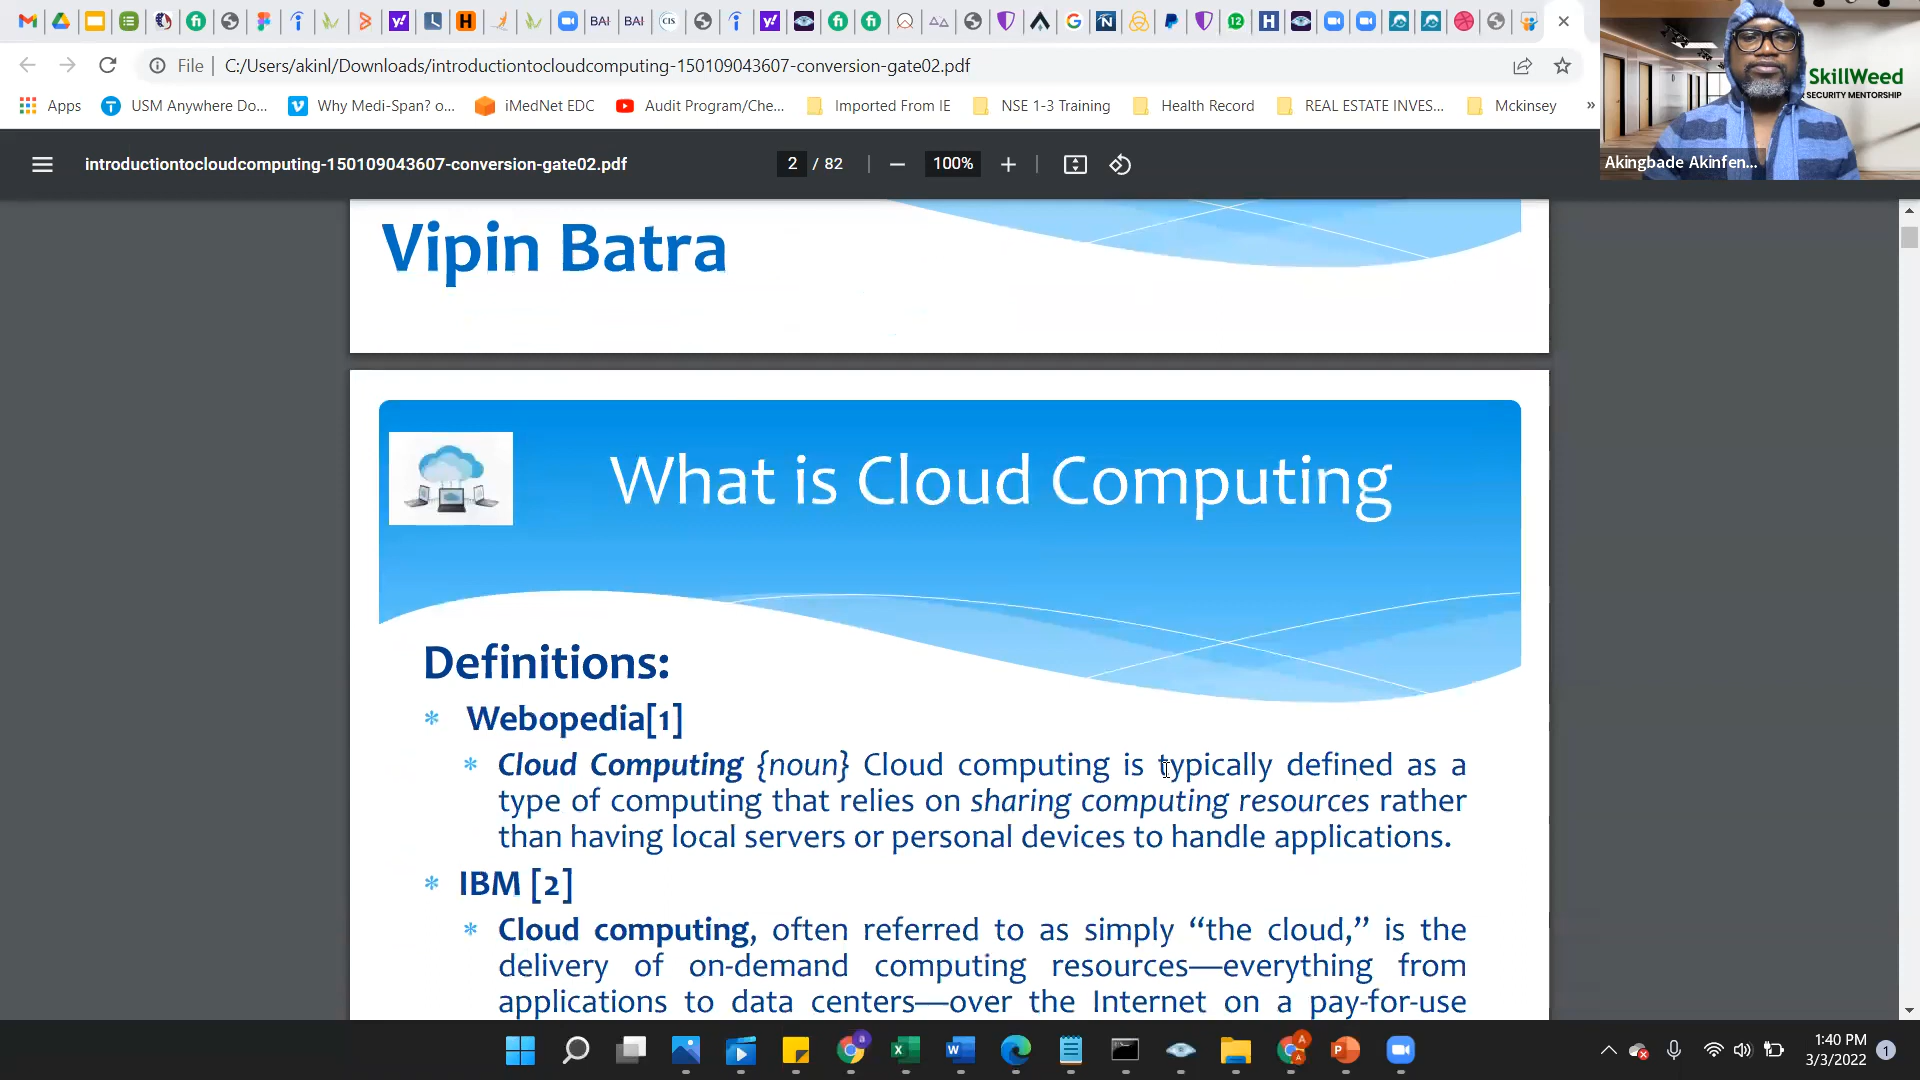 BAI
BAI
CIS
12
File
C:/Users/akinl/Downloads/introductiontocloudcomputing-150109043607-conversion-gate02.pdf
Apps
USM Anywhere Do...
Why Medi-Span? o...
iMedNet EDC
Audit Program/Che...
Imported From IE
NSE 1-3 Training
Health Record
REAL ESTATE INVES...
Mckinsey
»
SkillWeed
SECURITY MENTORSHIP
Akingbade Akinfen...
introductiontocloudcomputing-150109043607-conversion-gate02.pdf
2 / 82
100%
Vipin Batra
What is Cloud Computing
Definitions:
* Webopedia[1]
* Cloud Computing {noun} Cloud computing is typically defined as a
type of computing that relies on sharing computing resources rather
than having local servers or personal devices to handle applications.
* IBM [2]
* Cloud computing, often referred to as simply “the cloud,” is the
delivery of on-demand computing resources—everything from
applications to data centers—over the Internet on a pay-for-use
1:40 PM
3/3/2022
1